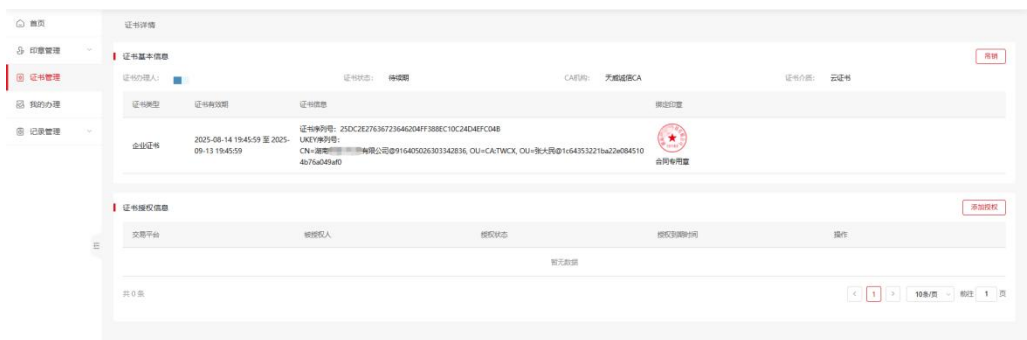 首页
证书详情
印章管理
证书基本信息
吊销
证书管理
证书办理人：
证书状态： 待续期
CA机构： 天威诚信CA
证书介质： 云证书
我的办理
证书类型
证书有效期
证书信息
绑定印章
记录管理
企业证书
2025-08-14 19:45:59 至 2025-
09-13 19:45:59
证书序列号：25DC2E27636723646204FF388EC10C24D4EFC04B
UKEY序列号：
CN=湖南 有限公司@916405026303342836, OU=CA:TWCX, OU=张大民@1c64353221ba22e084510
4b76a049af0
合同专用章
证书授权信息
添加授权
交易平台
被授权人
授权状态
授权到期时间
操作
暂无数据
共 0 条
1
10条/页
前往 1 页